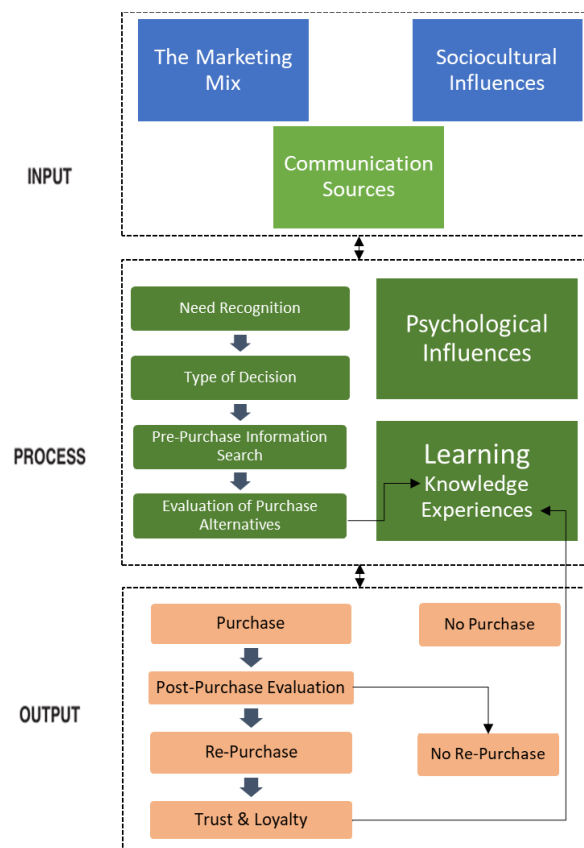 The Marketing
Mix
Sociocultural
Influences
Communication
Sources
INPUT
Need Recognition
Type of Decision
Pre-Purchase Information
Search
Evaluation of Purchase
Alternatives
Psychological
Influences
Learning
Knowledge
Experiences
PROCESS
Purchase
No Purchase
Post-Purchase Evaluation
Re-Purchase
No Re-Purchase
Trust & Loyalty
OUTPUT